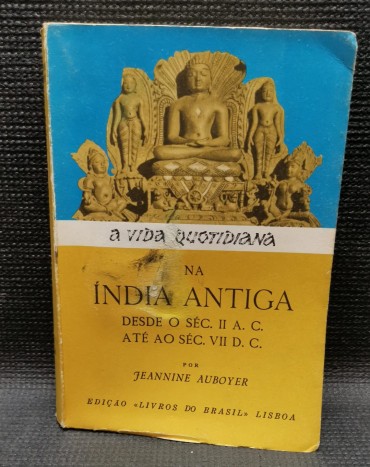 A VIDA QUOTIDIANA
NA
ÍNDIA ANTIGA
DESDE O SÉC. II A. C.
ATÉ AO SÉC. VII D. C.
POR
JEANNINE AUBOYER
EDIÇÃO «LIVROS DO BRASIL» LISBOA